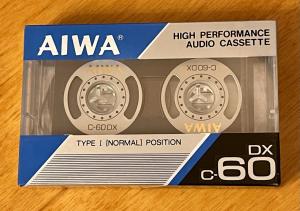 AIWA
HIGH PERFORMANCE
AUDIO CASSETTE
C-60DX
C-60DX
AIWA
TYPE I (NORMAL) POSITION
DX
C-60